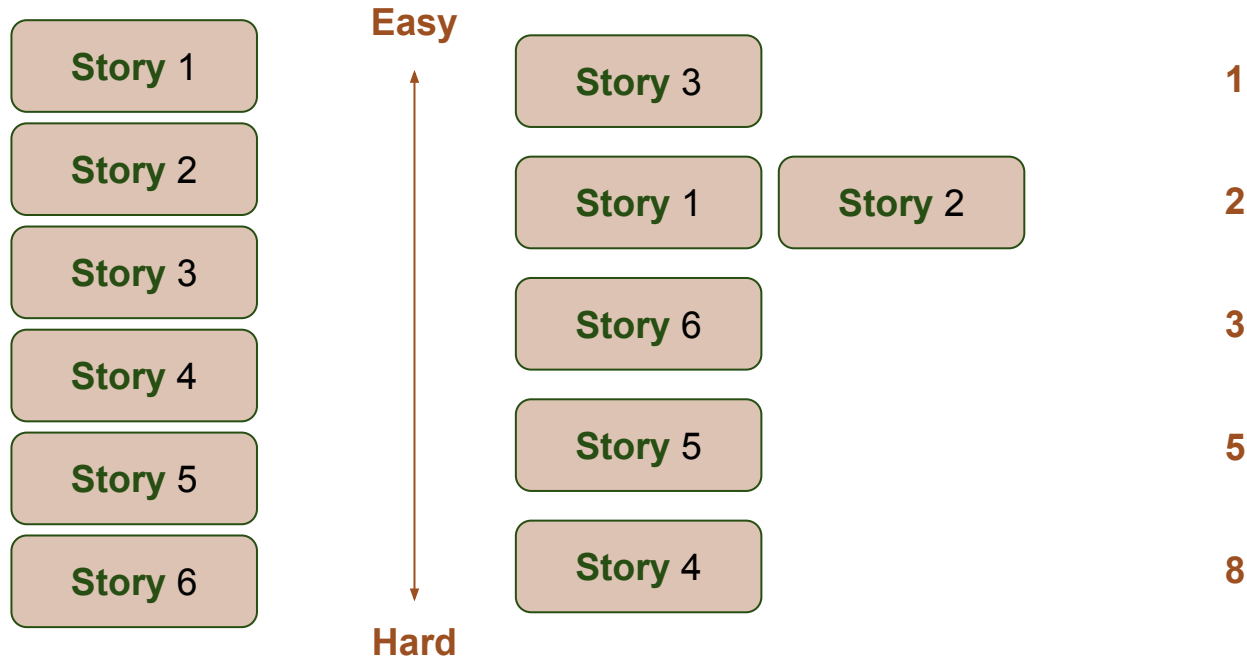 Story 1
Story 2
Story 3
Story 4
Story 5
Story 6
Easy
Hard
Story 3
1
Story 1 Story 2
2
Story 6
3
Story 5
5
Story 4
8